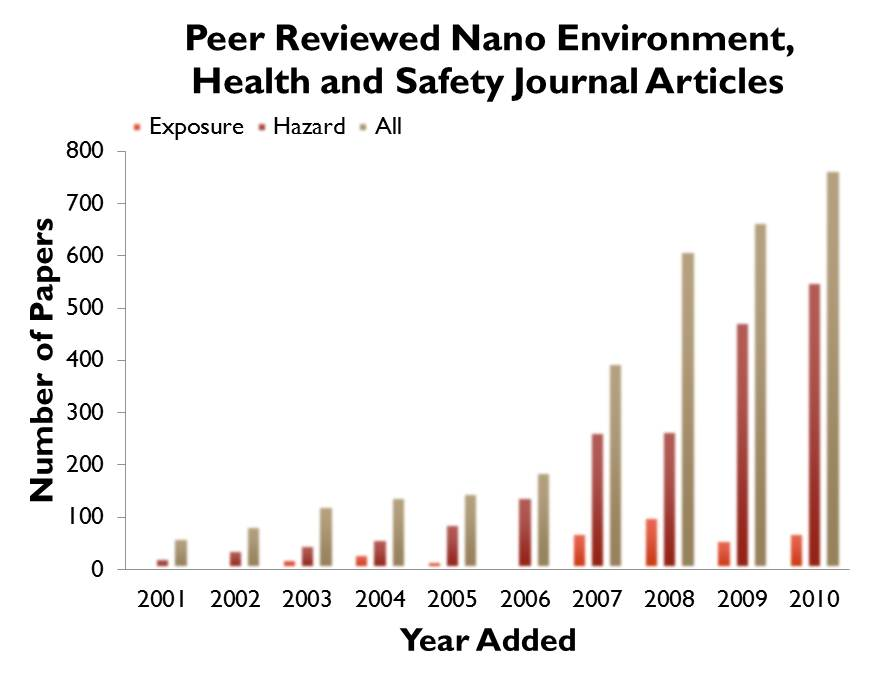 Peer Reviewed Nano Environment,
Health and Safety Journal Articles
Exposure Hazard All
800
700
600
500
400
300
200
100
0
Number of Papers
2001 2002 2003 2004 2005 2006 2007 2008 2009 2010
Year Added